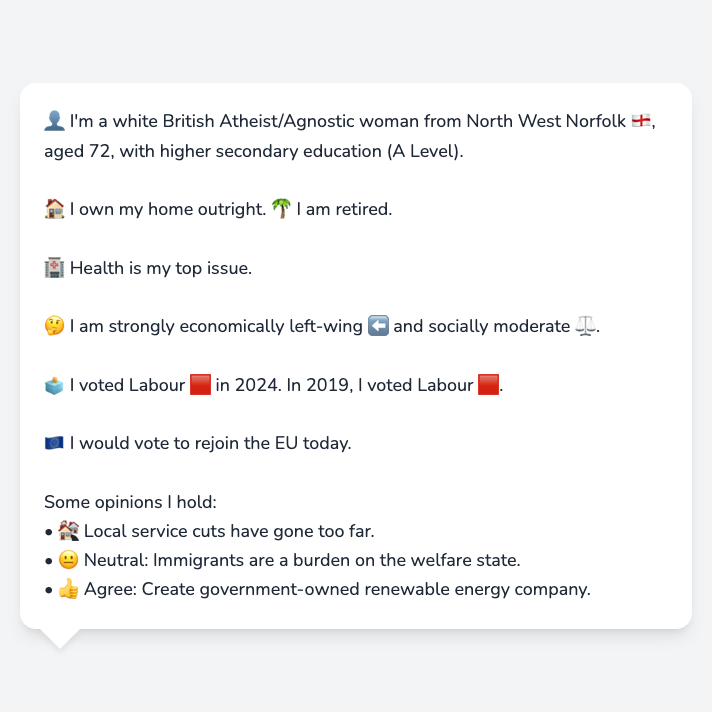 👤 I'm a white British Atheist/Agnostic woman from North West Norfolk 🏴󠁧󠁢󠁥󠁮󠁧󠁿,
aged 72, with higher secondary education (A Level).
🏠 I own my home outright. 🌴 I am retired.
🏥 Health is my top issue.
🤔 I am strongly economically left-wing ⬅️ and socially moderate ⚖️.
🗳️ I voted Labour 🟥 in 2024. In 2019, I voted Labour 🟥.
🇪🇺 I would vote to rejoin the EU today.
Some opinions I hold:
• 🏚️ Local service cuts have gone too far.
• 😐 Neutral: Immigrants are a burden on the welfare state.
• 👍 Agree: Create government-owned renewable energy company.